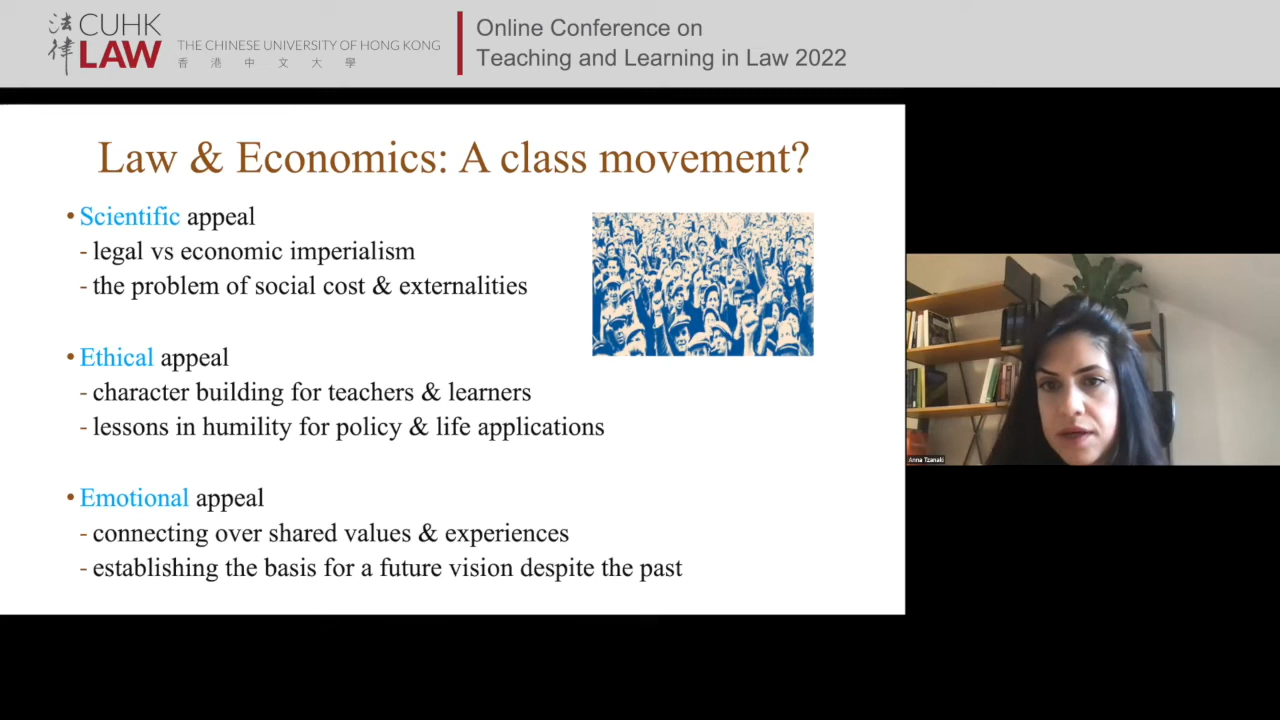 法律
CUHK
LAW
THE CHINESE UNIVERSITY OF HONG KONG
香港中文大學
Online Conference on
Teaching and Learning in Law 2022
Law & Economics: A class movement?
• Scientific appeal
- legal vs economic imperialism
- the problem of social cost & externalities
• Ethical appeal
- character building for teachers & learners
- lessons in humility for policy & life applications
• Emotional appeal
- connecting over shared values & experiences
- establishing the basis for a future vision despite the past
Anna Tzanaki